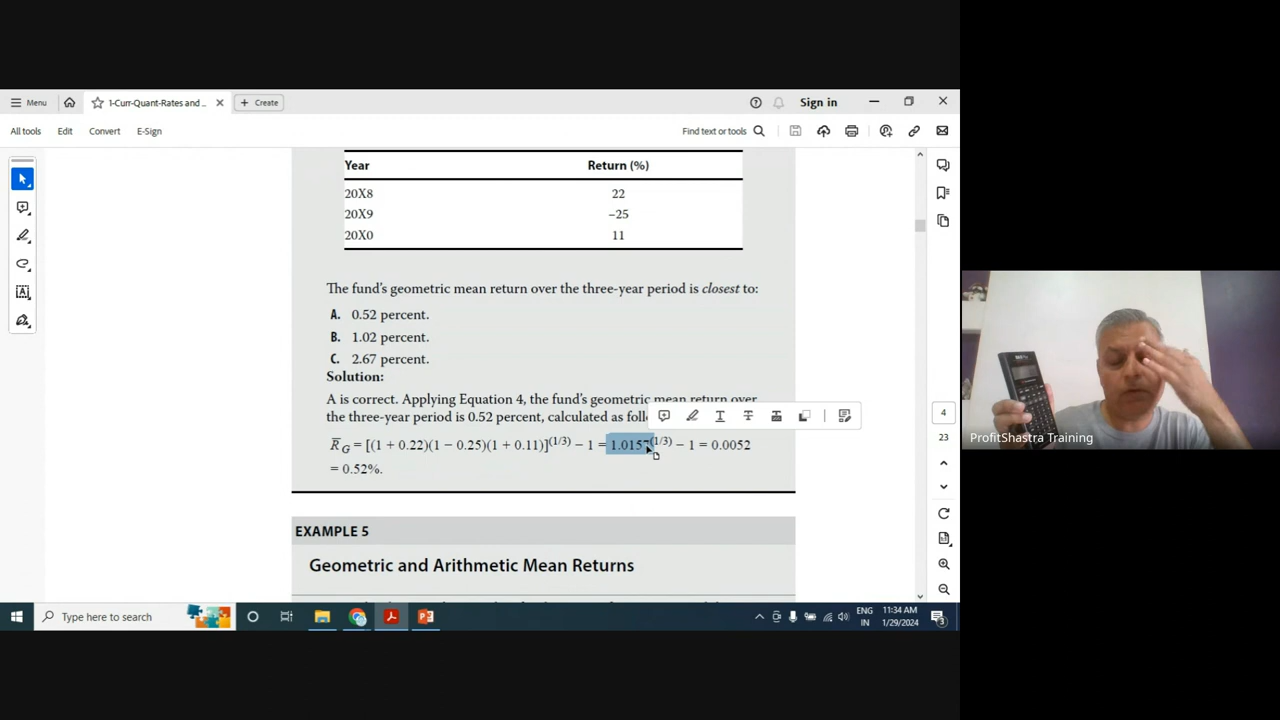 Menu
1-Curr-Quant-Rates and ...
Create
Sign in
All tools
Edit
Convert
E-Sign
Find text or tools
Year Return (%)
20X8 22
20X9 –25
20X0 11
The fund's geometric mean return over the three-year period is closest to:
A. 0.52 percent.
B. 1.02 percent.
C. 2.67 percent.
Solution:
A is correct. Applying Equation 4, the fund's geometric mean return over
the three-year period is 0.52 percent, calculated as foll
R̅G = [(1 + 0.22)(1 − 0.25)(1 + 0.11)]^(1/3) − 1 = 1.0157^(1/3) − 1 = 0.0052
= 0.52%.
4
23
EXAMPLE 5
Geometric and Arithmetic Mean Returns
ProfitShastra Training
Type here to search
ENG
IN
11:34 AM
1/29/2024
3